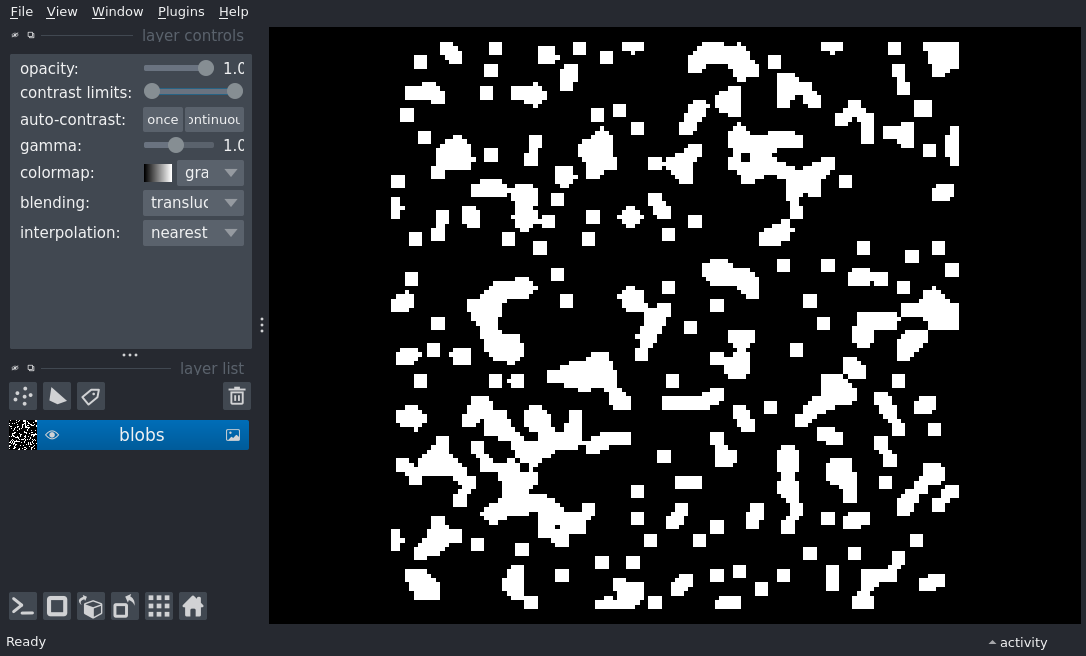 File View Window Plugins Help
layer controls
opacity: 1.0
contrast limits:
auto-contrast: once ontinuou
gamma: 1.0
colormap: gra
blending: transluc
interpolation: nearest
layer list
blobs
Ready
activity